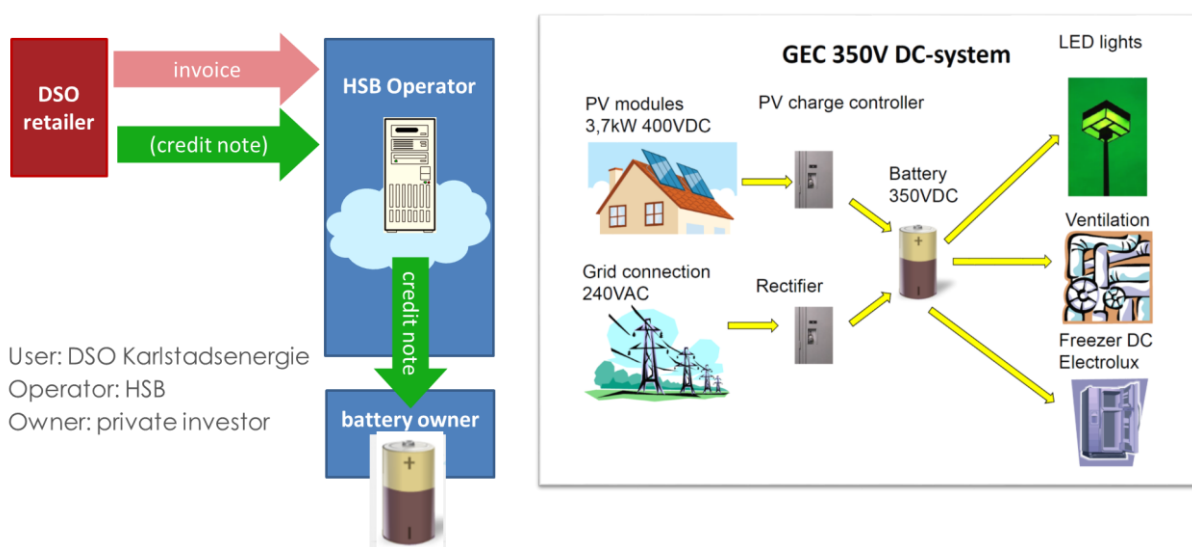 DSO
retailer
invoice
(credit note)
HSB Operator
credit note
battery owner
User: DSO Karlstadsenergie
Operator: HSB
Owner: private investor
GEC 350V DC-system
PV modules
3,7kW 400VDC
PV charge controller
Battery
350VDC
LED lights
Ventilation
Grid connection
240VAC
Rectifier
Freezer DC
Electrolux